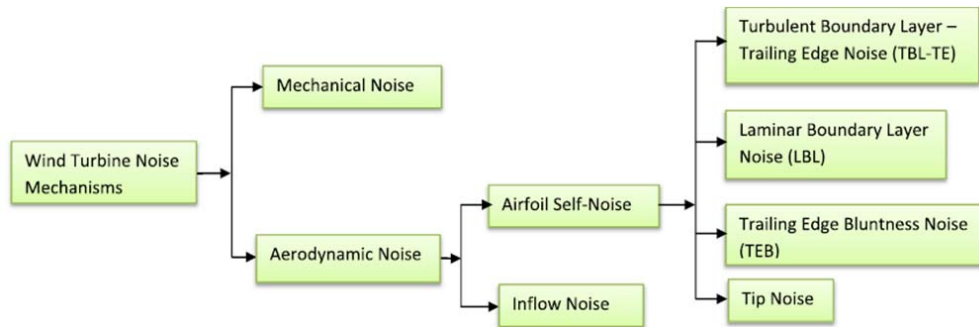 Wind Turbine Noise
Mechanisms
Mechanical Noise
Aerodynamic Noise
Airfoil Self-Noise
Inflow Noise
Turbulent Boundary Layer –
Trailing Edge Noise (TBL-TE)
Laminar Boundary Layer
Noise (LBL)
Trailing Edge Bluntness Noise
(TEB)
Tip Noise